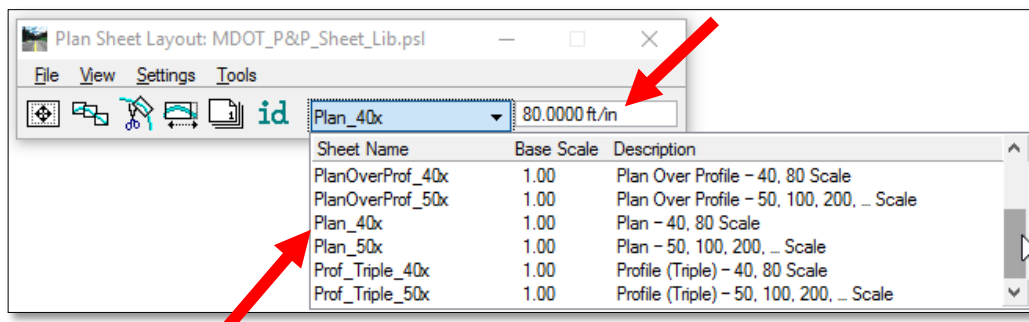 Plan Sheet Layout: MDOT_P&P_Sheet_Lib.psl
File View Settings Tools
1 id Plan_40x 80.0000 ft/in
Sheet Name Base Scale Description
PlanOverProf_40x 1.00 Plan Over Profile - 40, 80 Scale
PlanOverProf_50x 1.00 Plan Over Profile - 50, 100, 200, ... Scale
Plan_40x 1.00 Plan - 40, 80 Scale
Plan_50x 1.00 Plan - 50, 100, 200, ... Scale
Prof_Triple_40x 1.00 Profile (Triple) - 40, 80 Scale
Prof_Triple_50x 1.00 Profile (Triple) - 50, 100, 200, ... Scale